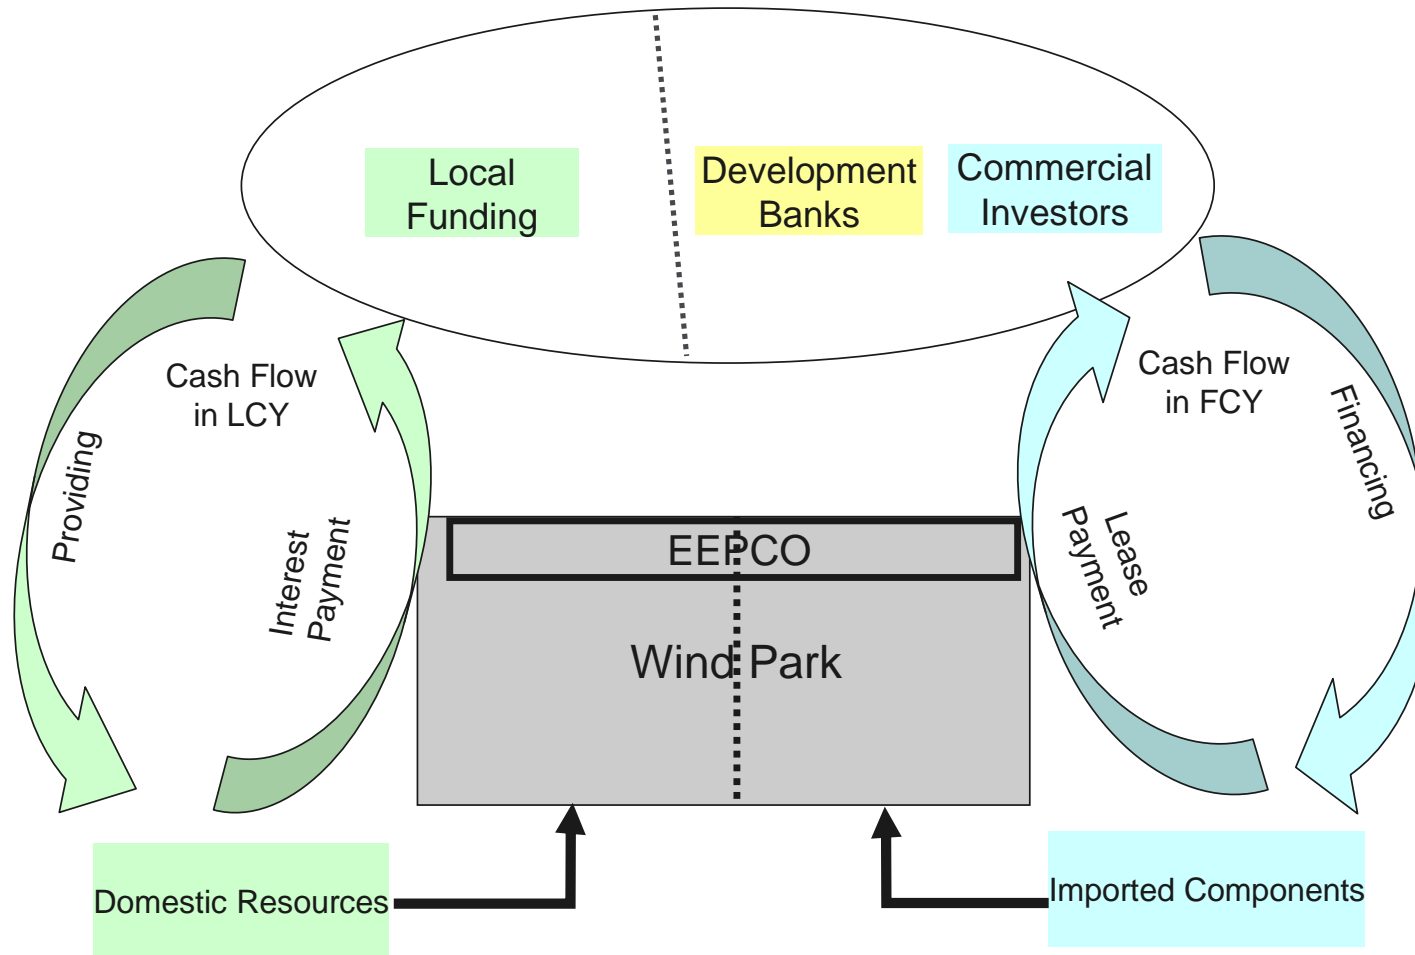 Local
Funding
Development
Banks
Commercial
Investors
Cash Flow
in LCY
Cash Flow
in FCY
Providing
Interest
Payment
Lease
Payment
Financing
EEPCO
Wind Park
Domestic Resources
Imported Components